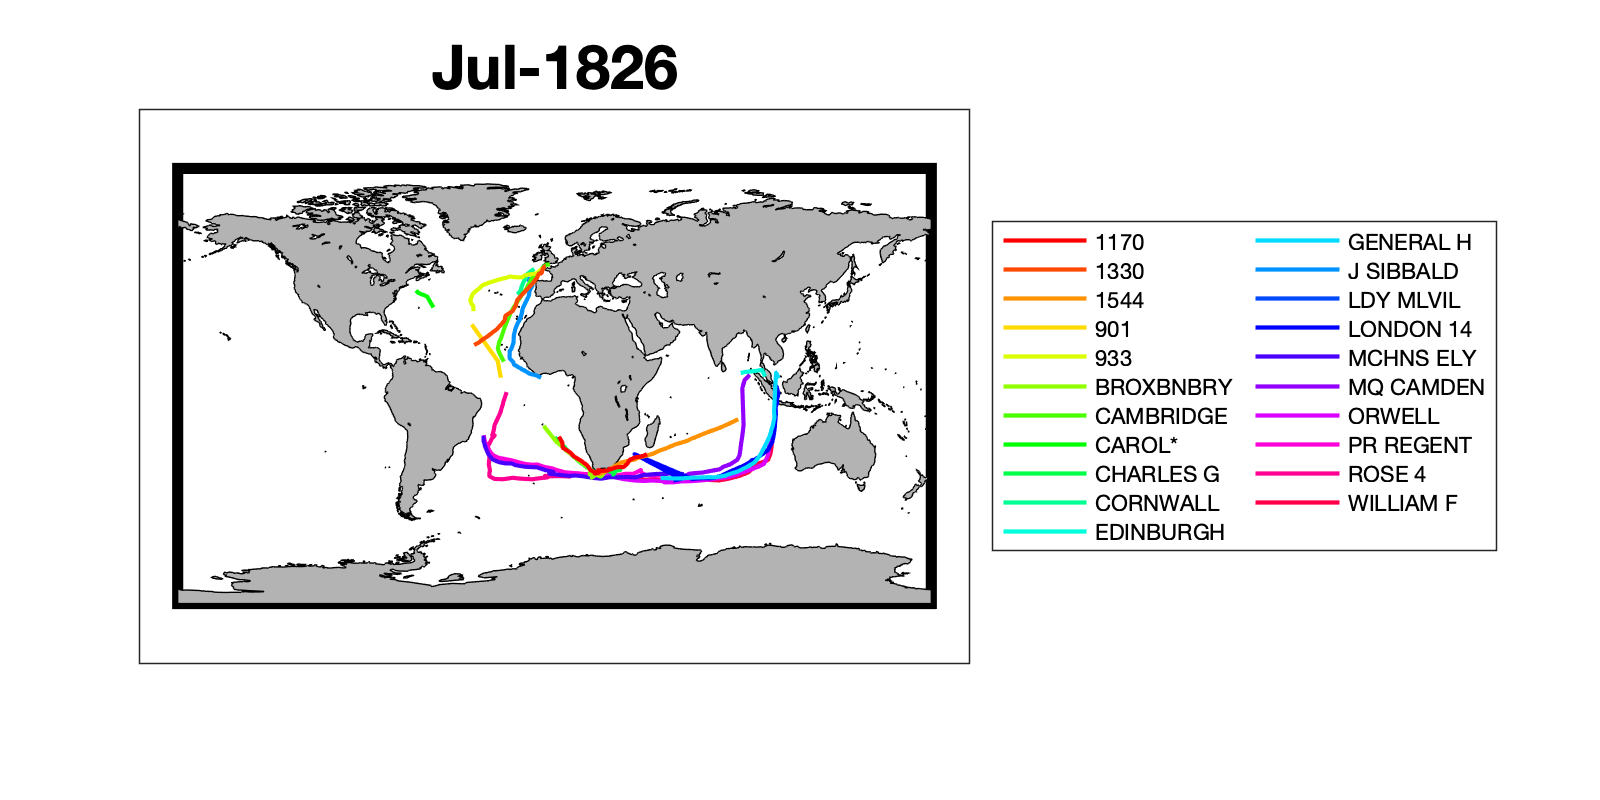 Jul-1826
1170
1330
1544
901
933
BROXBNBRY
CAMBRIDGE
CAROL*
CHARLES G
CORNWALL
EDINBURGH
GENERAL H
J SIBBALD
LDY MLVIL
LONDON 14
MCHNS ELY
MQ CAMDEN
ORWELL
PR REGENT
ROSE 4
WILLIAM F